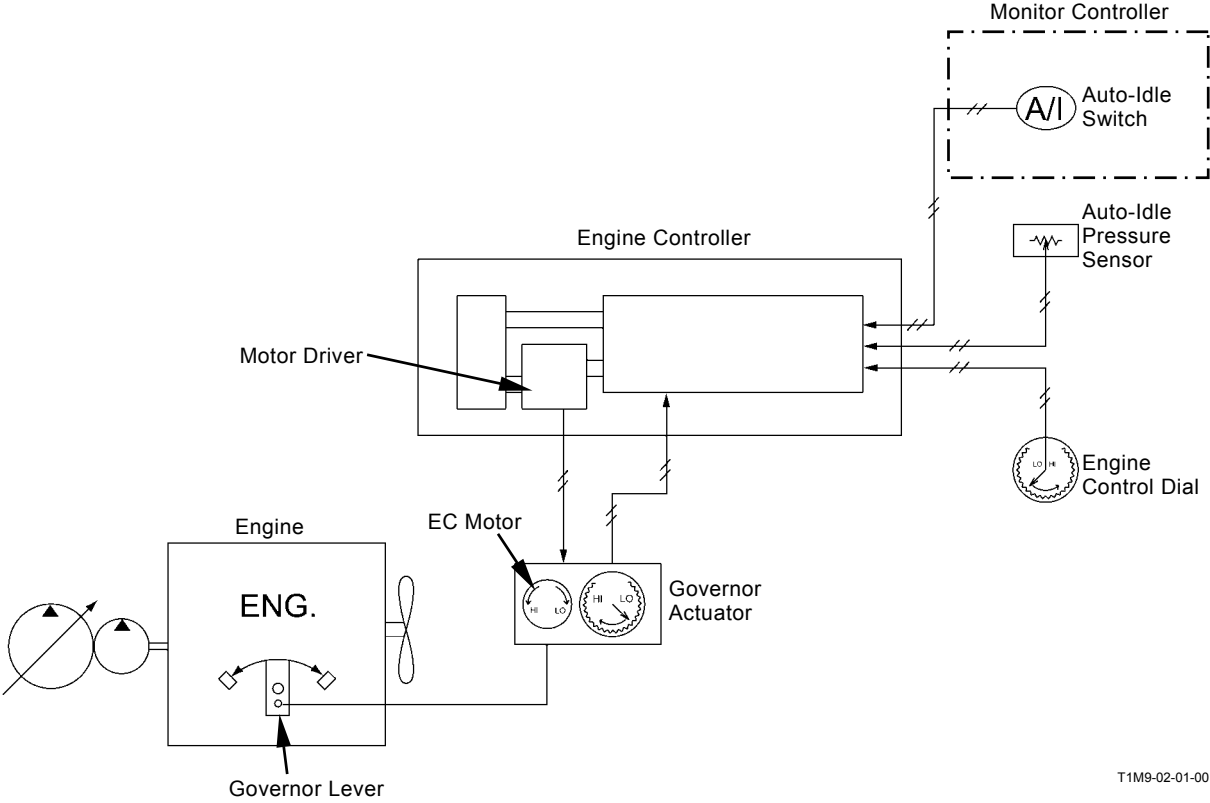 Monitor Controller
A/I
Auto-Idle
Switch
Auto-Idle
Pressure
Sensor
Engine Controller
Motor Driver
LO HI
Engine
Control Dial
EC Motor
Engine
HI LO
HI LO
Governor
Actuator
ENG.
Governor Lever
T1M9-02-01-00